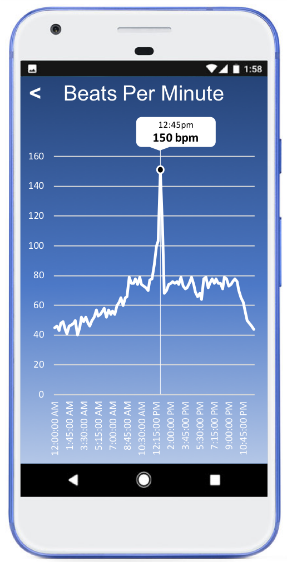 1:58
< Beats Per Minute
12:45pm
150 bpm
160
140
120
100
80
60
40
20
0
12:00:00 AM
1:45:00 AM
3:30:00 AM
5:15:00 AM
7:00:00 AM
8:45:00 AM
10:30:00 AM
12:15:00 PM
2:00:00 PM
3:45:00 PM
5:30:00 PM
7:15:00 PM
9:00:00 PM
10:45:00 PM